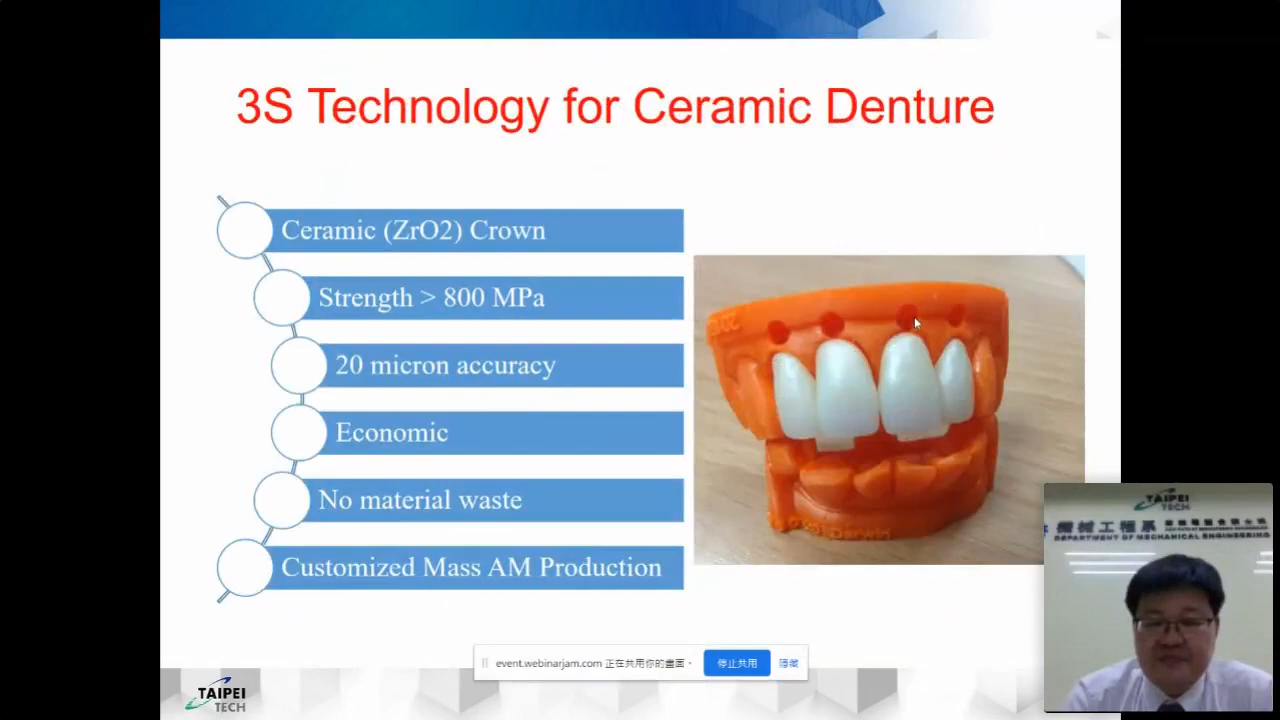 3S Technology for Ceramic Denture
Ceramic (ZrO2) Crown
Strength > 800 MPa
20 micron accuracy
Economic
No material waste
Customized Mass AM Production
Darwin
TAIPEI
TECH
機械工程系
DEPARTMENT OF MECHANICAL ENGINEERING
event.webinarjam.com 正在共用你的畫面。
停止共用
隱藏
TAIPEI
TECH